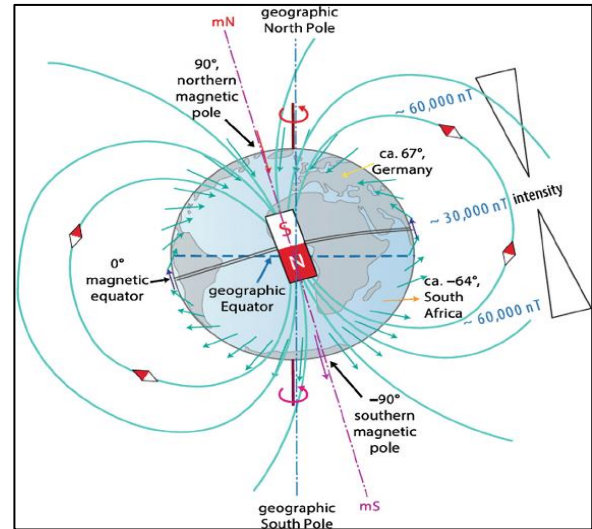 mN
geographic
North Pole
90°,
northern
magnetic
pole
~ 60,000 nT
ca. 67°,
Germany
S
N
~ 30,000 nT
intensity
0°
magnetic
equator
geographic
Equator
ca. –64°,
South
Africa
~ 60,000 nT
–90°
southern
magnetic
pole
geographic
South Pole
mS